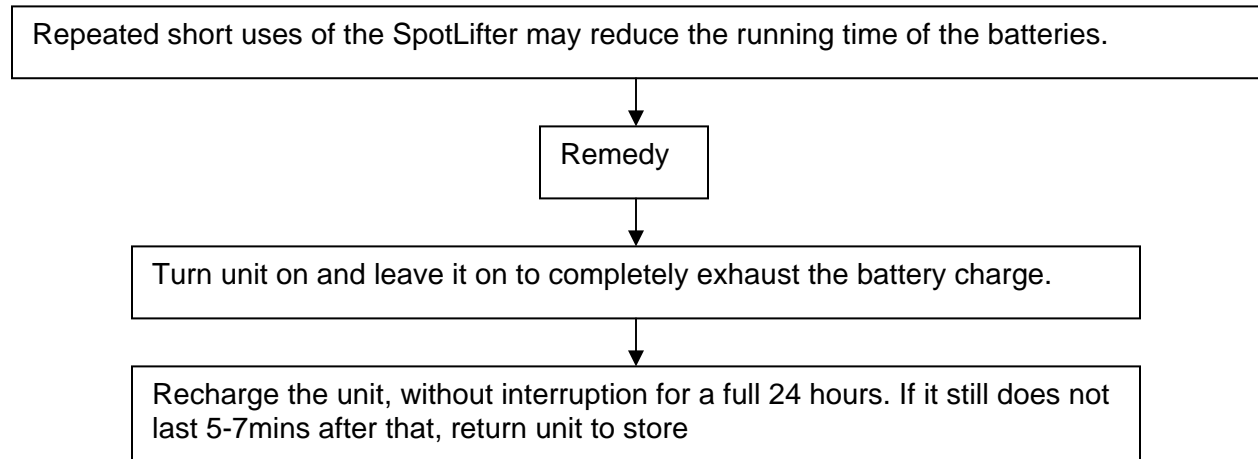 Repeated short uses of the SpotLifter may reduce the running time of the batteries.
Remedy
Turn unit on and leave it on to completely exhaust the battery charge.
Recharge the unit, without interruption for a full 24 hours. If it still does not
last 5-7mins after that, return unit to store